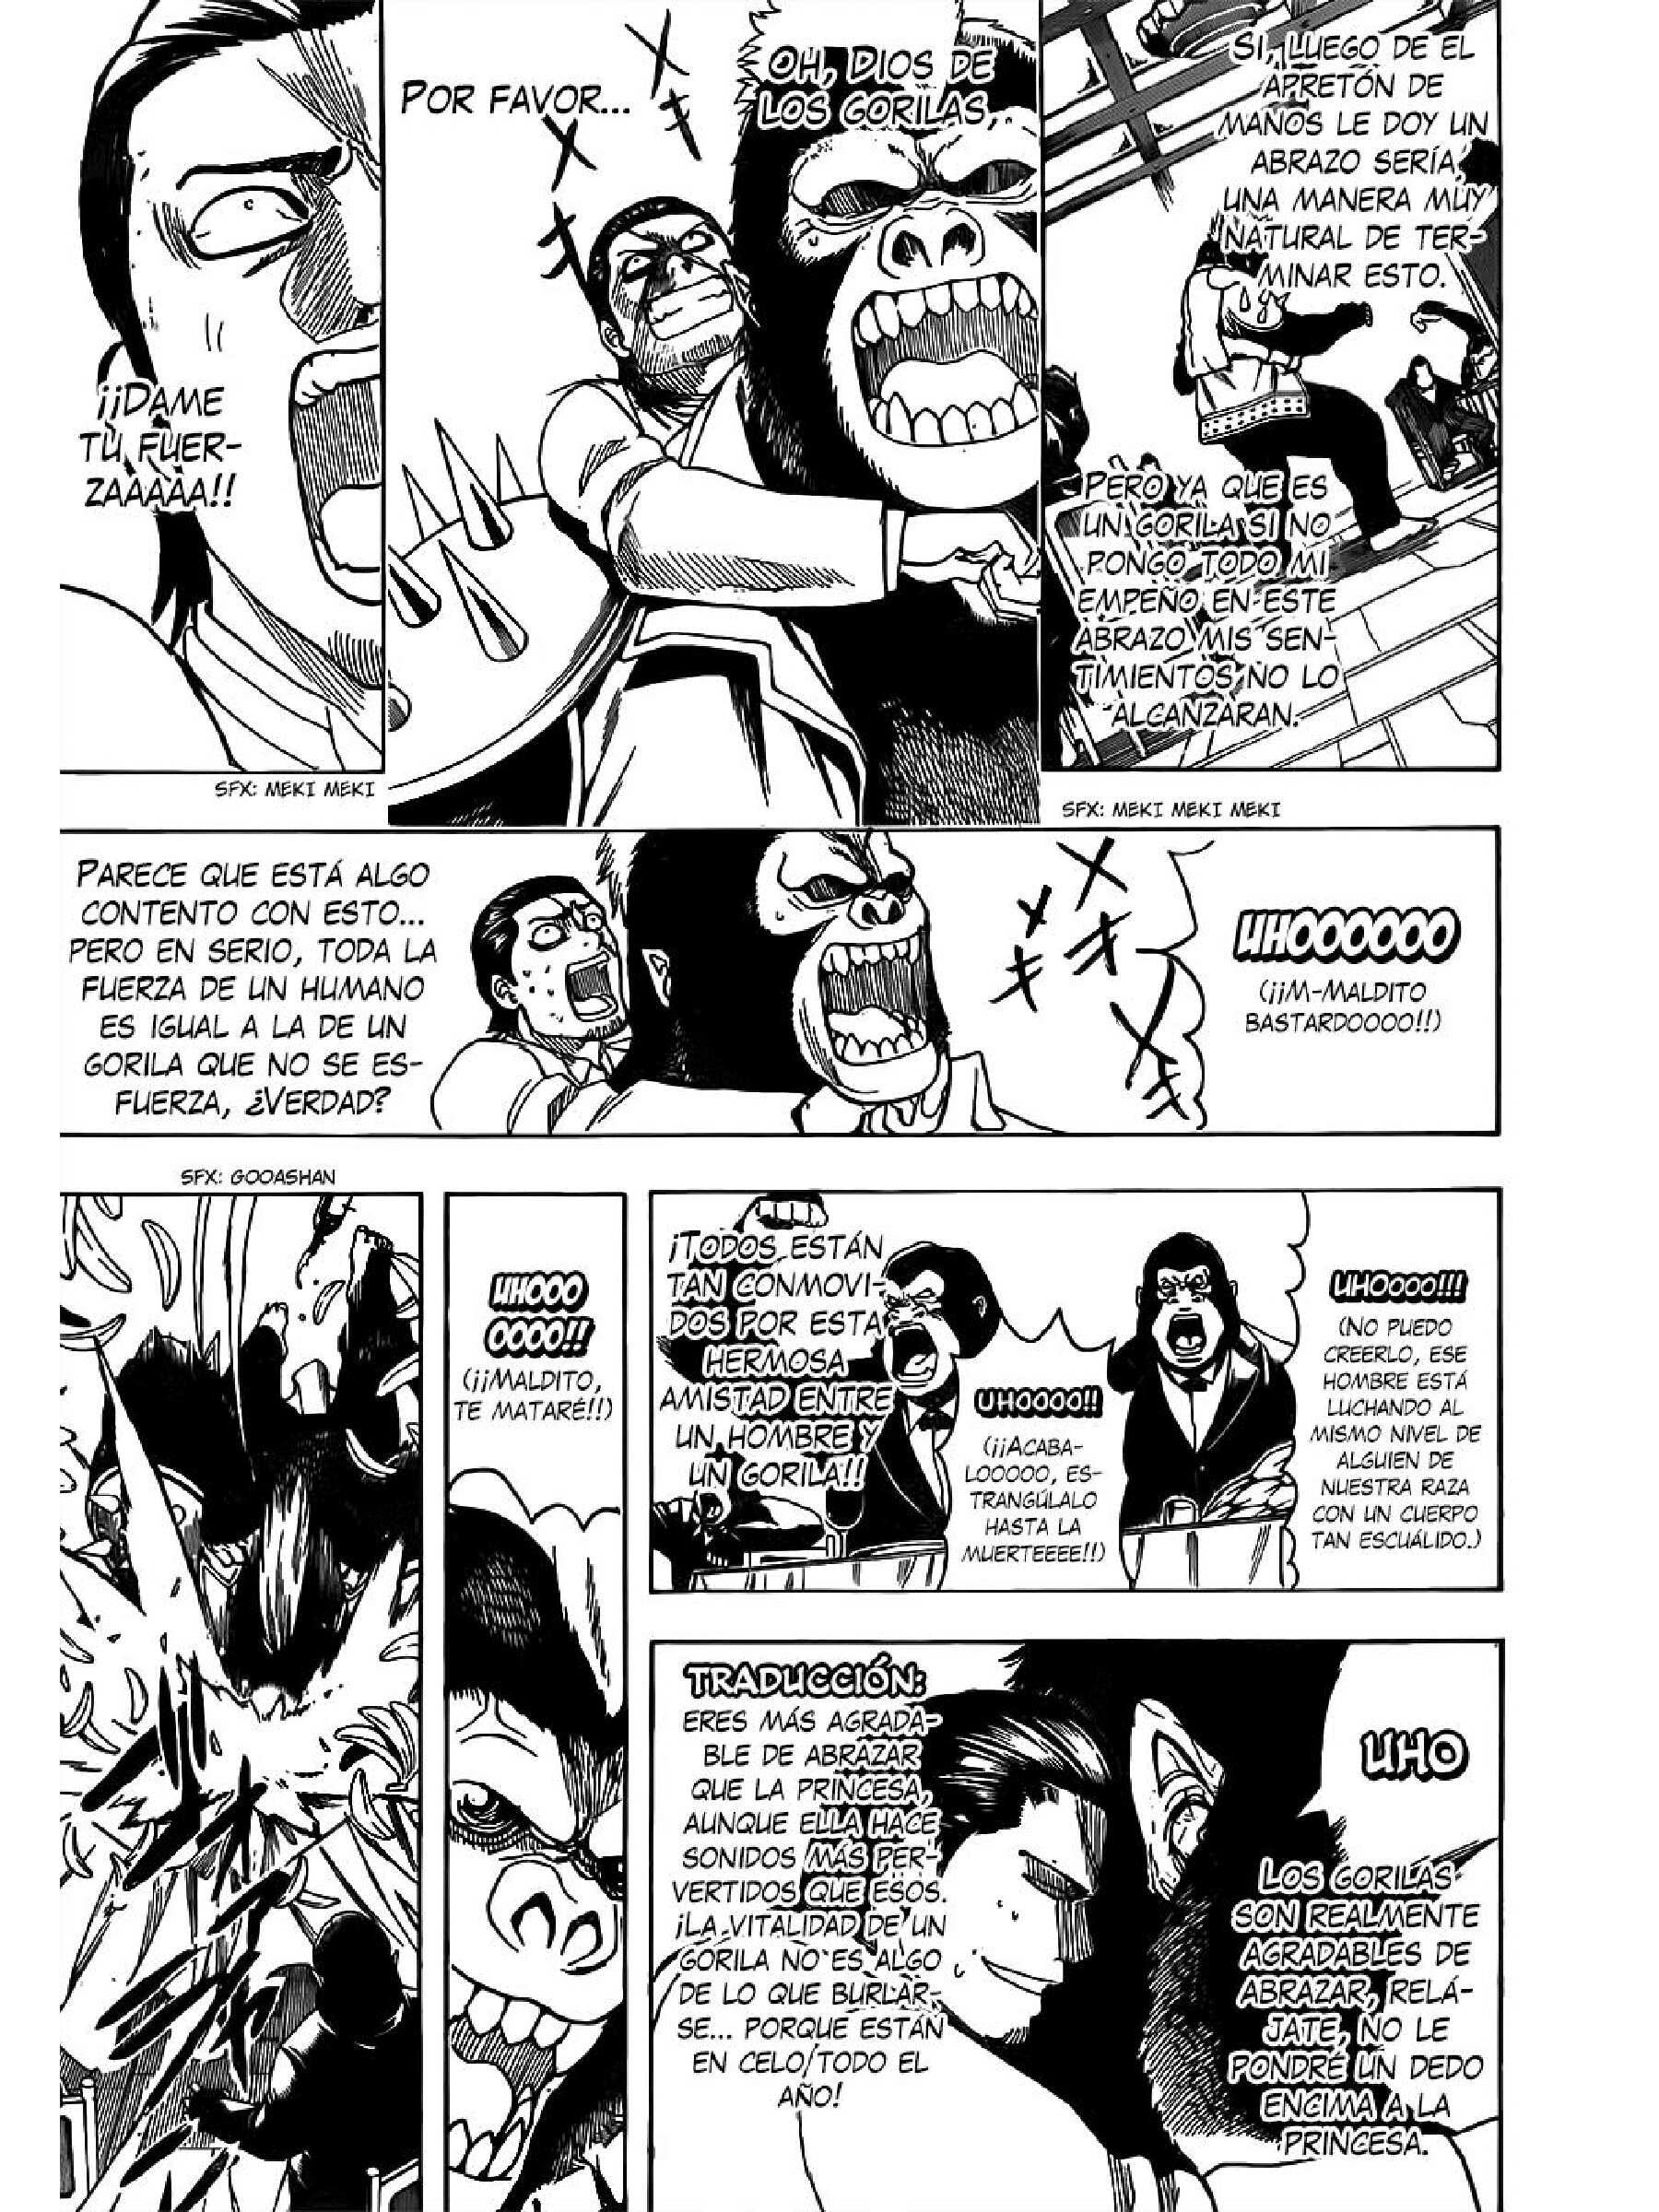 SI, LUEGO DE EL
APRETÓN DE
MANOS LE DOY UN
ABRAZO SERÍA
UNA MANERA MUY
NATURAL DE TER-
MINAR ESTO.
PERO YA QUE ES
UN GORILA SI NO
PONGO TODO MI
EMPEÑO EN ESTE
ABRAZO MIS SEN-
TIMIENTOS NO LO
ALCANZARAN.
SFX: MEKI MEKI MEKI
OH, DIOS DE
LOS GORILAS,
POR FAVOR...
¡¡DAME
TU FUER-
ZAAAAA!!
SFX: MEKI MEKI
UHOOOOOO
(¡¡M-MALDITO
BASTARDOOOO!!)
PARECE QUE ESTÁ ALGO
CONTENTO CON ESTO...
PERO EN SERIO, TODA LA
FUERZA DE UN HUMANO
ES IGUAL A LA DE UN
GORILA QUE NO SE ES-
FUERZA, ¿VERDAD?
UHOOOO!!!
(NO PUEDO
CREERLO, ESE
HOMBRE ESTÁ
LUCHANDO AL
MISMO NIVEL DE
ALGUIEN DE
NUESTRA RAZA
CON UN CUERPO
TAN ESCUÁLIDO.)
UHOOOO!!
(¡¡ACABA-
LOOOOO, ES-
TRANGÚLALO
HASTA LA
MUERTEEEE!!)
¡TODOS ESTÁN
TAN CONMOVI-
DOS POR ESTA
HERMOSA
AMISTAD ENTRE
UN HOMBRE Y
UN GORILA!!
UHO
LOS GORILAS
SON REALMENTE
AGRADABLES DE
ABRAZAR, RELÁ-
JATE, NO LE
PONDRÉ UN DEDO
ENCIMA A LA
PRINCESA.
TRADUCCIÓN:
ERES MÁS AGRADA-
BLE DE ABRAZAR
QUE LA PRINCESA,
AUNQUE ELLA HACE
SONIDOS MÁS PER-
VERTIDOS QUE ESOS.
¡LA VITALIDAD DE UN
GORILA NO ES ALGO
DE LO QUE BURLAR-
SE... PORQUE ESTÁN
EN CELO TODO EL
AÑO!
UHOOO
OOOO!!
(¡¡MALDITO,
TE MATARÉ!!)
SFX: GOOASHAN